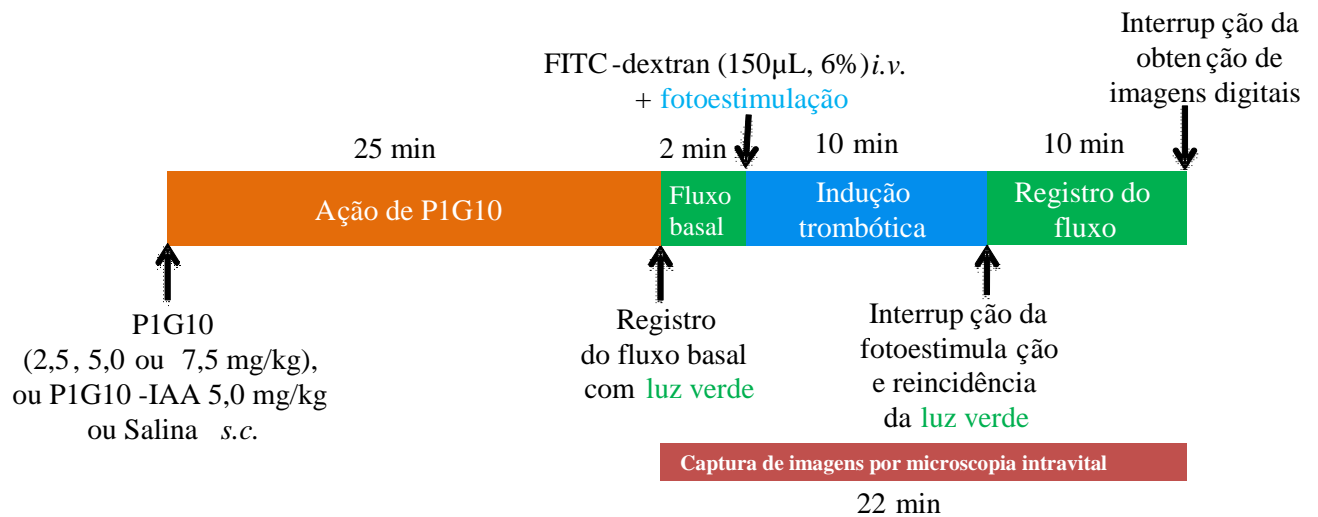 Interrup ção da
obten ção de
imagens digitais
FITC-dextran (150µL, 6%) i.v.
+ fotoestimulação
25 min
2 min
10 min
10 min
Ação de P1G10
Fluxo
basal
Indução
trombótica
Registro do
fluxo
P1G10
(2,5, 5,0 ou 7,5 mg/kg),
ou P1G10 -IAA 5,0 mg/kg
ou Salina s.c.
Registro
do fluxo basal
com luz verde
Interrup ção da
fotoestimula ção
e reincidência
da luz verde
Captura de imagens por microscopia intravital
22 min